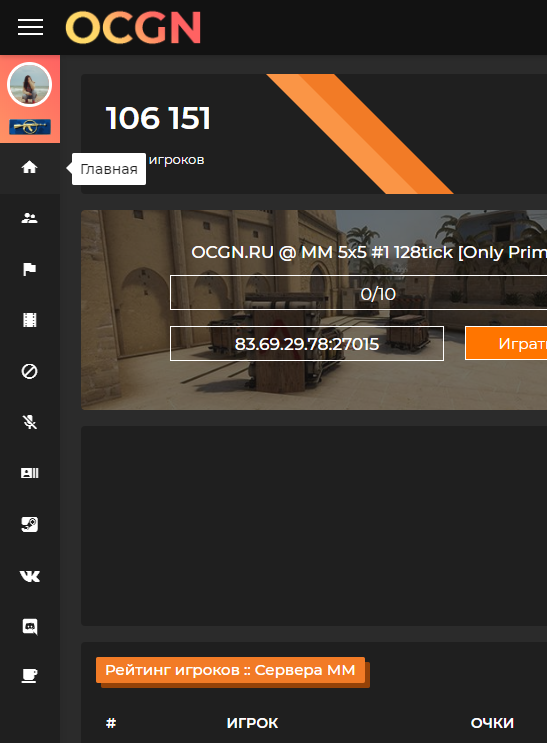 OCGN
106 151
игроков
Главная
OCGN.RU @ MM 5x5 #1 128tick [Only Prim
0/10
83.69.29.78:27015
Играт
Рейтинг игроков :: Сервера ММ
# ИГРОК ОЧКИ